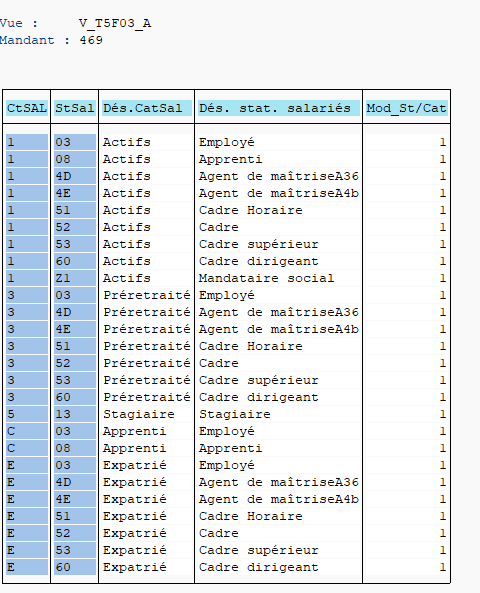 Vue : V_T5F03_A
Mandant : 469
CtSAL StSal Dés.CatSal Dés. stat. salariés Mod_St/Cat
1 03 Actifs Employé 1
1 08 Actifs Apprenti 1
1 4D Actifs Agent de maîtriseA36 1
1 4E Actifs Agent de maîtriseA4b 1
1 51 Actifs Cadre Horaire 1
1 52 Actifs Cadre 1
1 53 Actifs Cadre supérieur 1
1 60 Actifs Cadre dirigeant 1
1 Z1 Actifs Mandataire social 1
3 03 Préretraité Employé 1
3 4D Préretraité Agent de maîtriseA36 1
3 4E Préretraité Agent de maîtriseA4b 1
3 51 Préretraité Cadre Horaire 1
3 52 Préretraité Cadre 1
3 53 Préretraité Cadre supérieur 1
3 60 Préretraité Cadre dirigeant 1
5 13 Stagiaire Stagiaire 1
C 03 Apprenti Employé 1
C 08 Apprenti Apprenti 1
E 03 Expatrié Employé 1
E 4D Expatrié Agent de maîtriseA36 1
E 4E Expatrié Agent de maîtriseA4b 1
E 51 Expatrié Cadre Horaire 1
E 52 Expatrié Cadre 1
E 53 Expatrié Cadre supérieur 1
E 60 Expatrié Cadre dirigeant 1